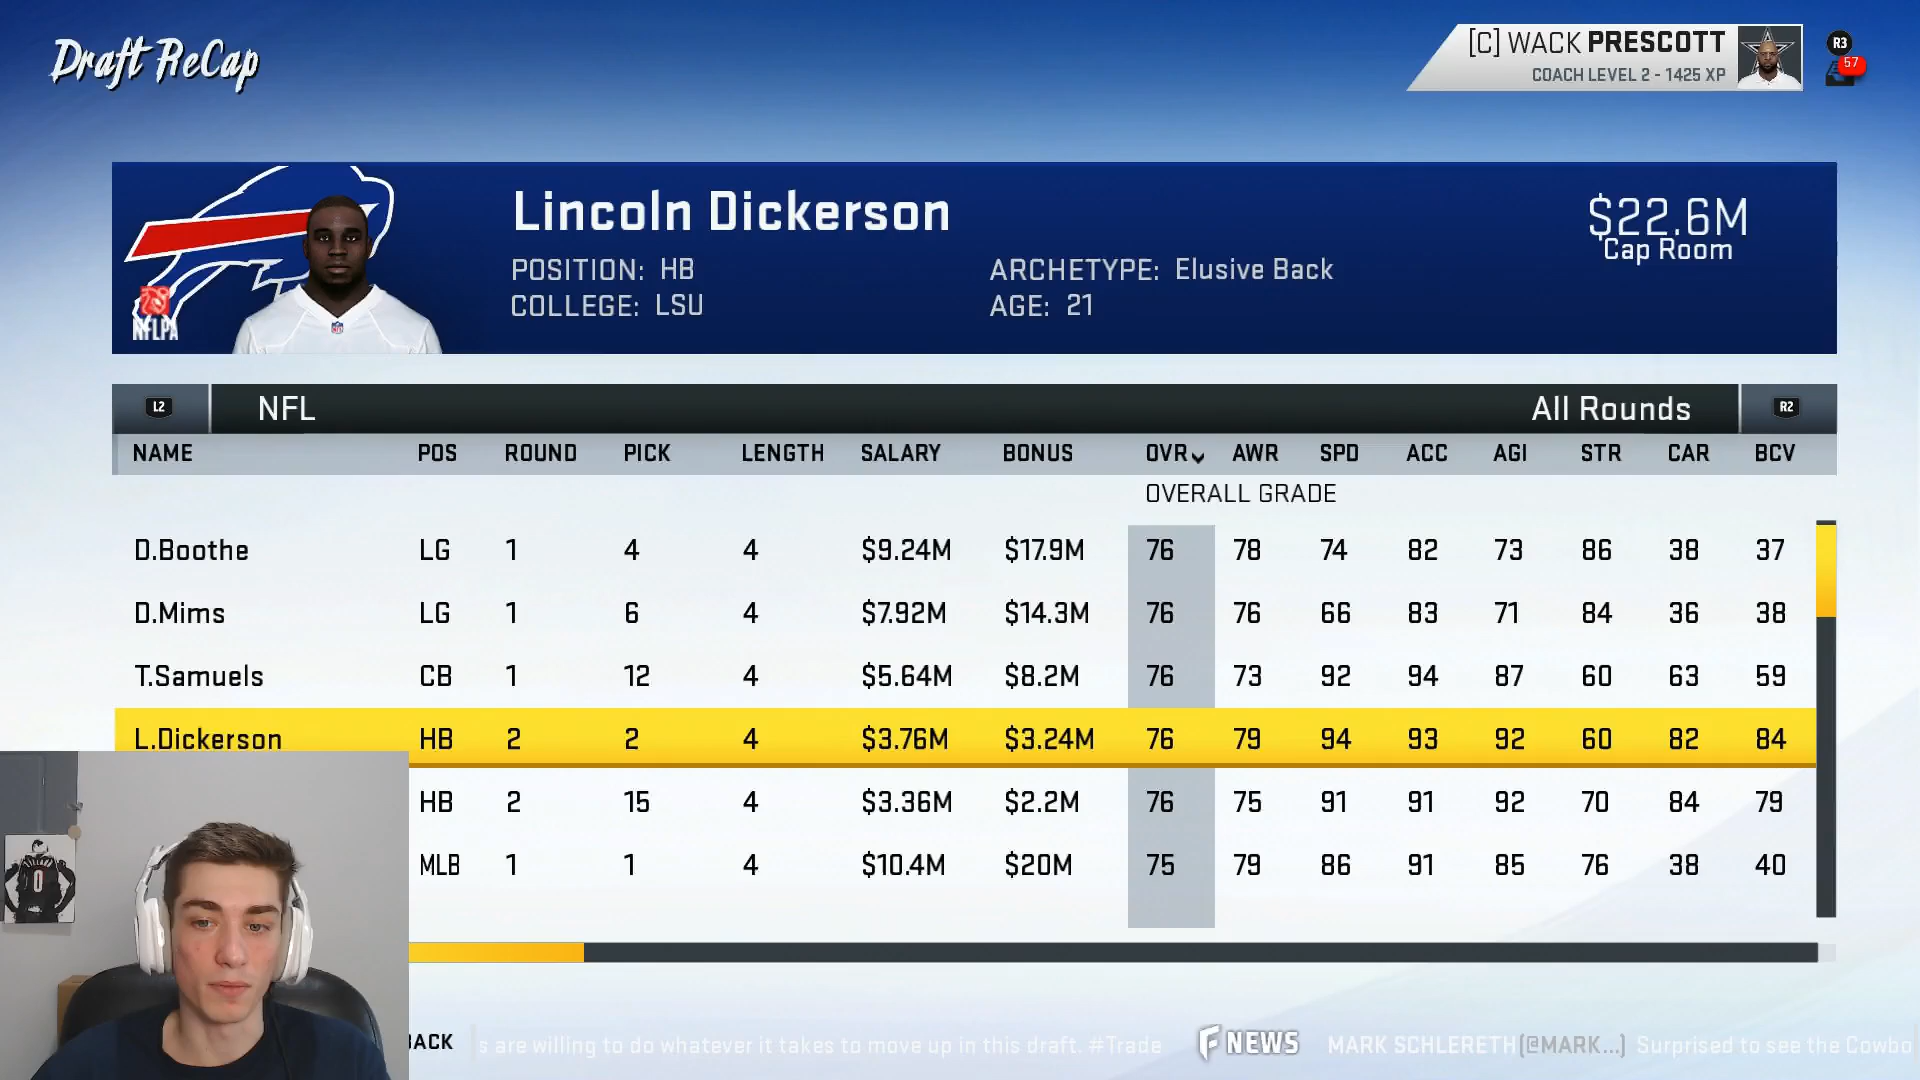 Draft ReCap
[C] WACK PRESCOTT
COACH LEVEL 2 - 1425 XP
R3
57
Lincoln Dickerson
POSITION: HB
COLLEGE: LSU
ARCHETYPE: Elusive Back
AGE: 21
$22.6M
Cap Room
NFLPA
L2
NFL
All Rounds
R2
NAME POS ROUND PICK LENGTH SALARY BONUS OVR AWR SPD ACC AGI STR CAR BCV
OVERALL GRADE
D.Boothe LG 1 4 4 $9.24M $17.9M 76 78 74 82 73 86 38 37
D.Mims LG 1 6 4 $7.92M $14.3M 76 76 66 83 71 84 36 38
T.Samuels CB 1 12 4 $5.64M $8.2M 76 73 92 94 87 60 63 59
L.Dickerson HB 2 2 4 $3.76M $3.24M 76 79 94 93 92 60 82 84
HB 2 15 4 $3.36M $2.2M 76 75 91 91 92 70 84 79
MLB 1 1 4 $10.4M $20M 75 79 86 91 85 76 38 40
0
BACK
s are willing to do whatever it takes to move up in this draft. #Trade
F NEWS
MARK SCHLERETH(@MARK...) Surprised to see the Cowbo